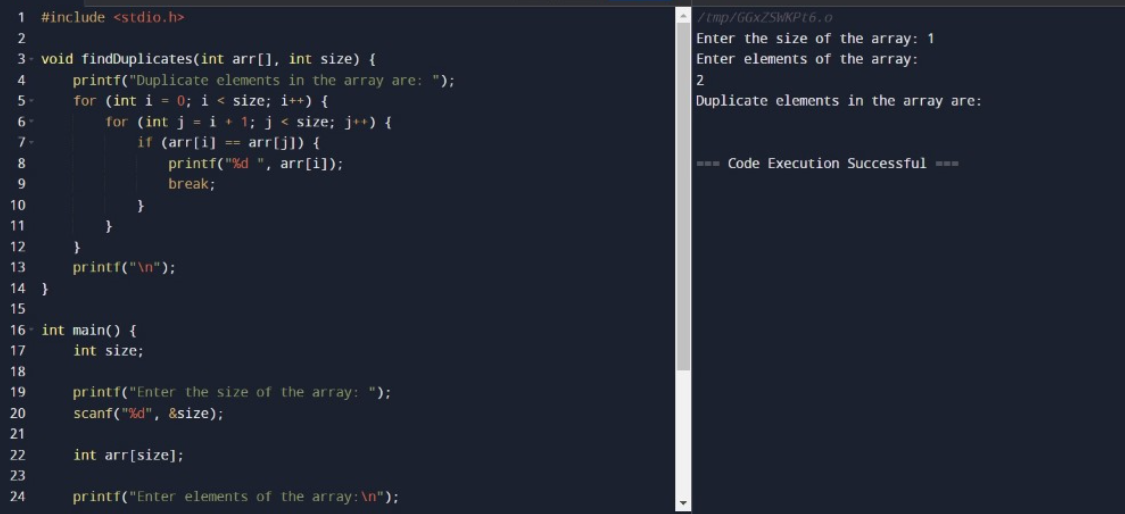 1 #include <stdio.h>
2
3 void findDuplicates(int arr[], int size) {
4     printf("Duplicate elements in the array are: ");
5     for (int i = 0; i < size; i++) {
6         for (int j = i + 1; j < size; j++) {
7             if (arr[i] == arr[j]) {
8                 printf("%d ", arr[i]);
9                 break;
10             }
11         }
12     }
13     printf("\n");
14 }
15
16 int main() {
17     int size;
18
19     printf("Enter the size of the array: ");
20     scanf("%d", &size);
21
22     int arr[size];
23
24     printf("Enter elements of the array:\n");
/tmp/GGxZSWKPt6.o
Enter the size of the array: 1
Enter elements of the array:
2
Duplicate elements in the array are:
=== Code Execution Successful ===